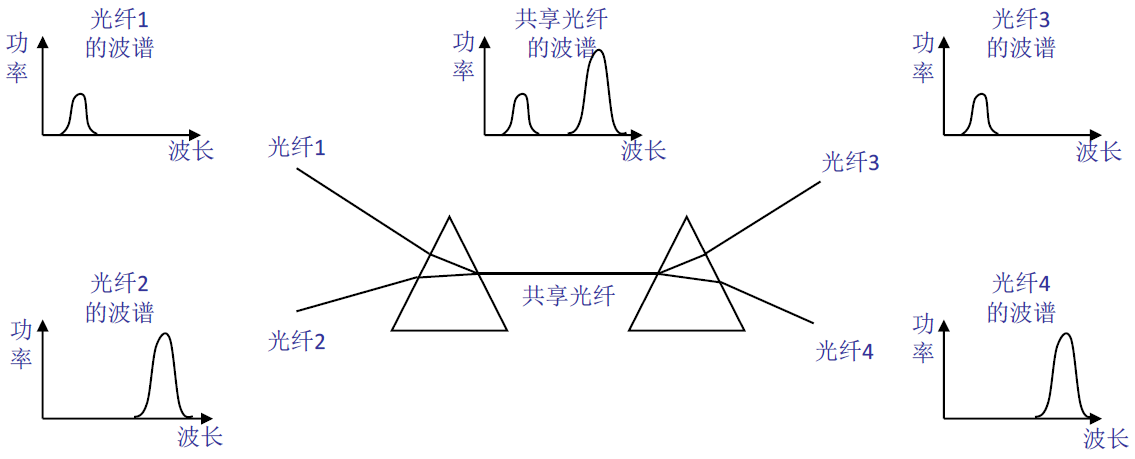 光纤1
的波谱
功
率
波长
共享光纤
的波谱
功
率
波长
光纤3
的波谱
功
率
波长
光纤1
光纤3
光纤2
的波谱
功
率
波长
光纤2
共享光纤
光纤4
光纤4
的波谱
功
率
波长